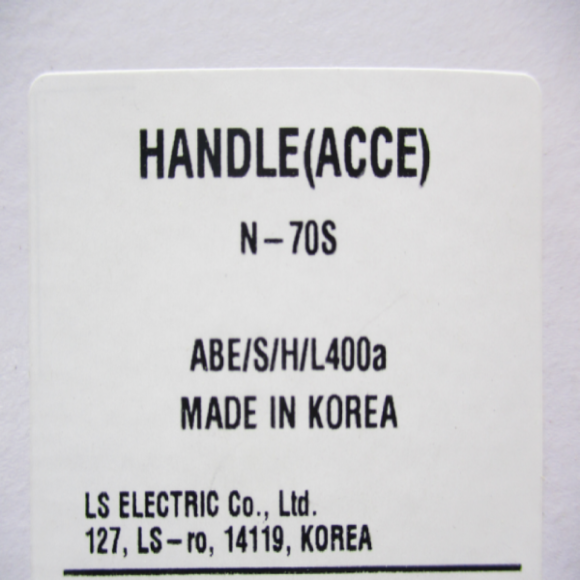 HANDLE(ACCE)
N-70S
ABE/S/H/L400a
MADE IN KOREA
LS ELECTRIC Co., Ltd.
127, LS-ro, 14119, KOREA